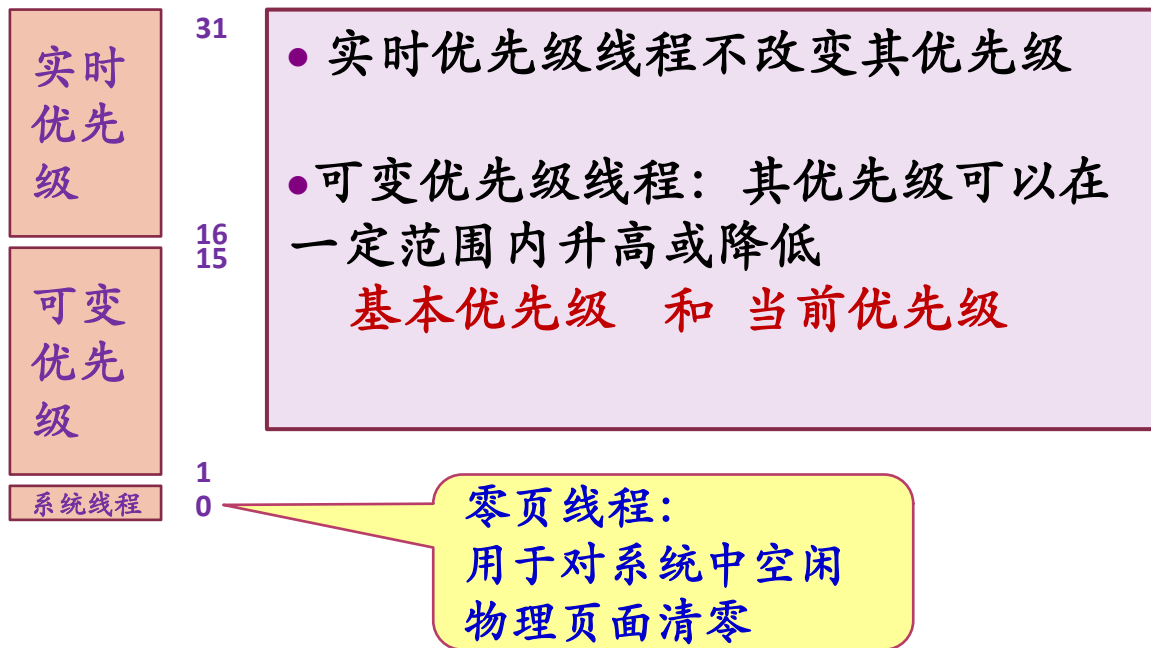 实时
优先
级
31
16
● 实时优先级线程不改变其优先级
●可变优先级线程：其优先级可以在
一定范围内升高或降低
基本优先级 和 当前优先级
可变
优先
级
15
1
系统线程
0
零页线程：
用于对系统中空闲
物理页面清零